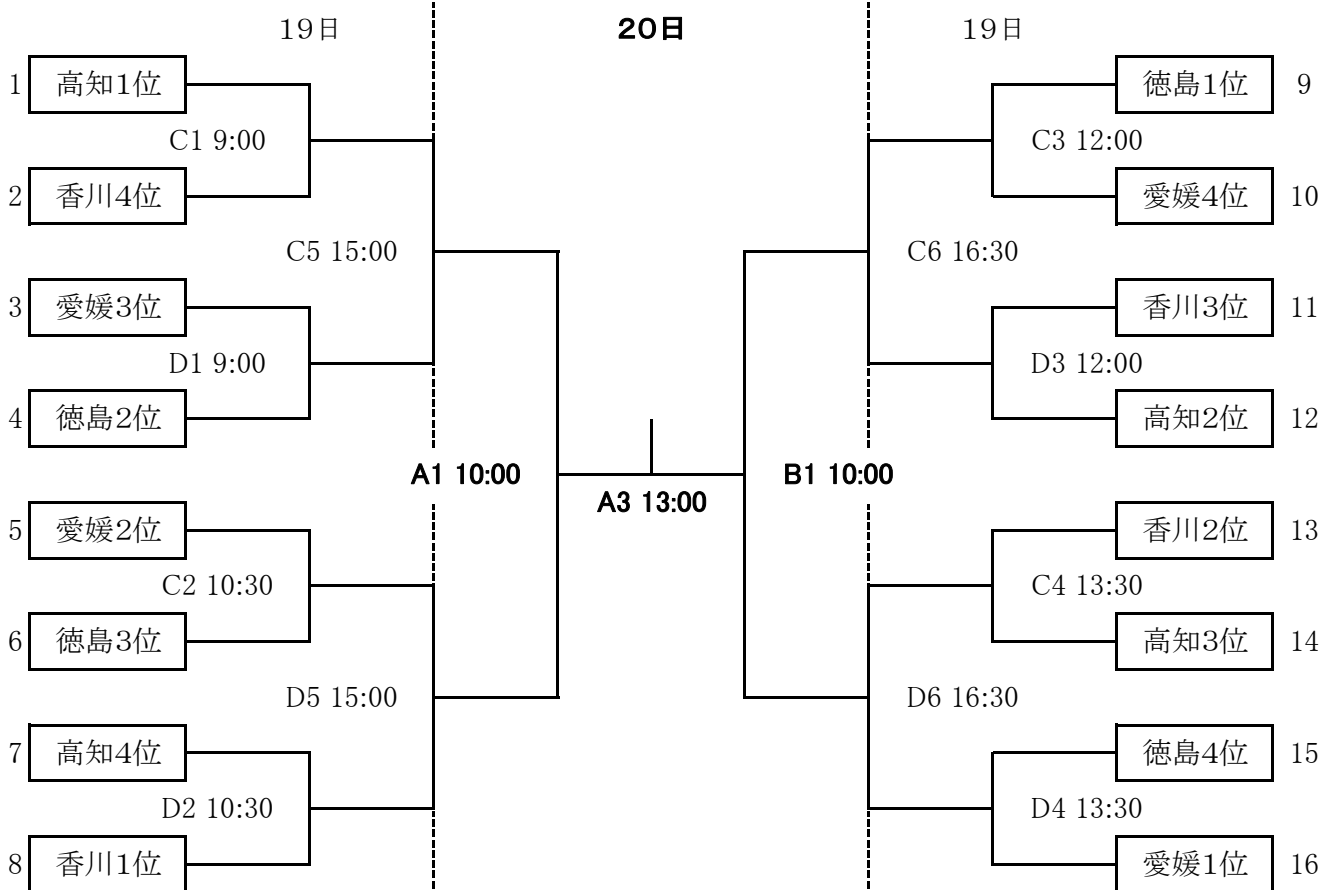 19日 20日 19日
1 高知1位 徳島1位 9
C1 9:00 C3 12:00
2 香川4位 愛媛4位 10
C5 15:00 C6 16:30
3 愛媛3位 香川3位 11
D1 9:00 D3 12:00
4 徳島2位 高知2位 12
A1 10:00 B1 10:00
A3 13:00
5 愛媛2位 香川2位 13
C2 10:30 C4 13:30
6 徳島3位 高知3位 14
D5 15:00 D6 16:30
7 高知4位 徳島4位 15
D2 10:30 D4 13:30
8 香川1位 愛媛1位 16